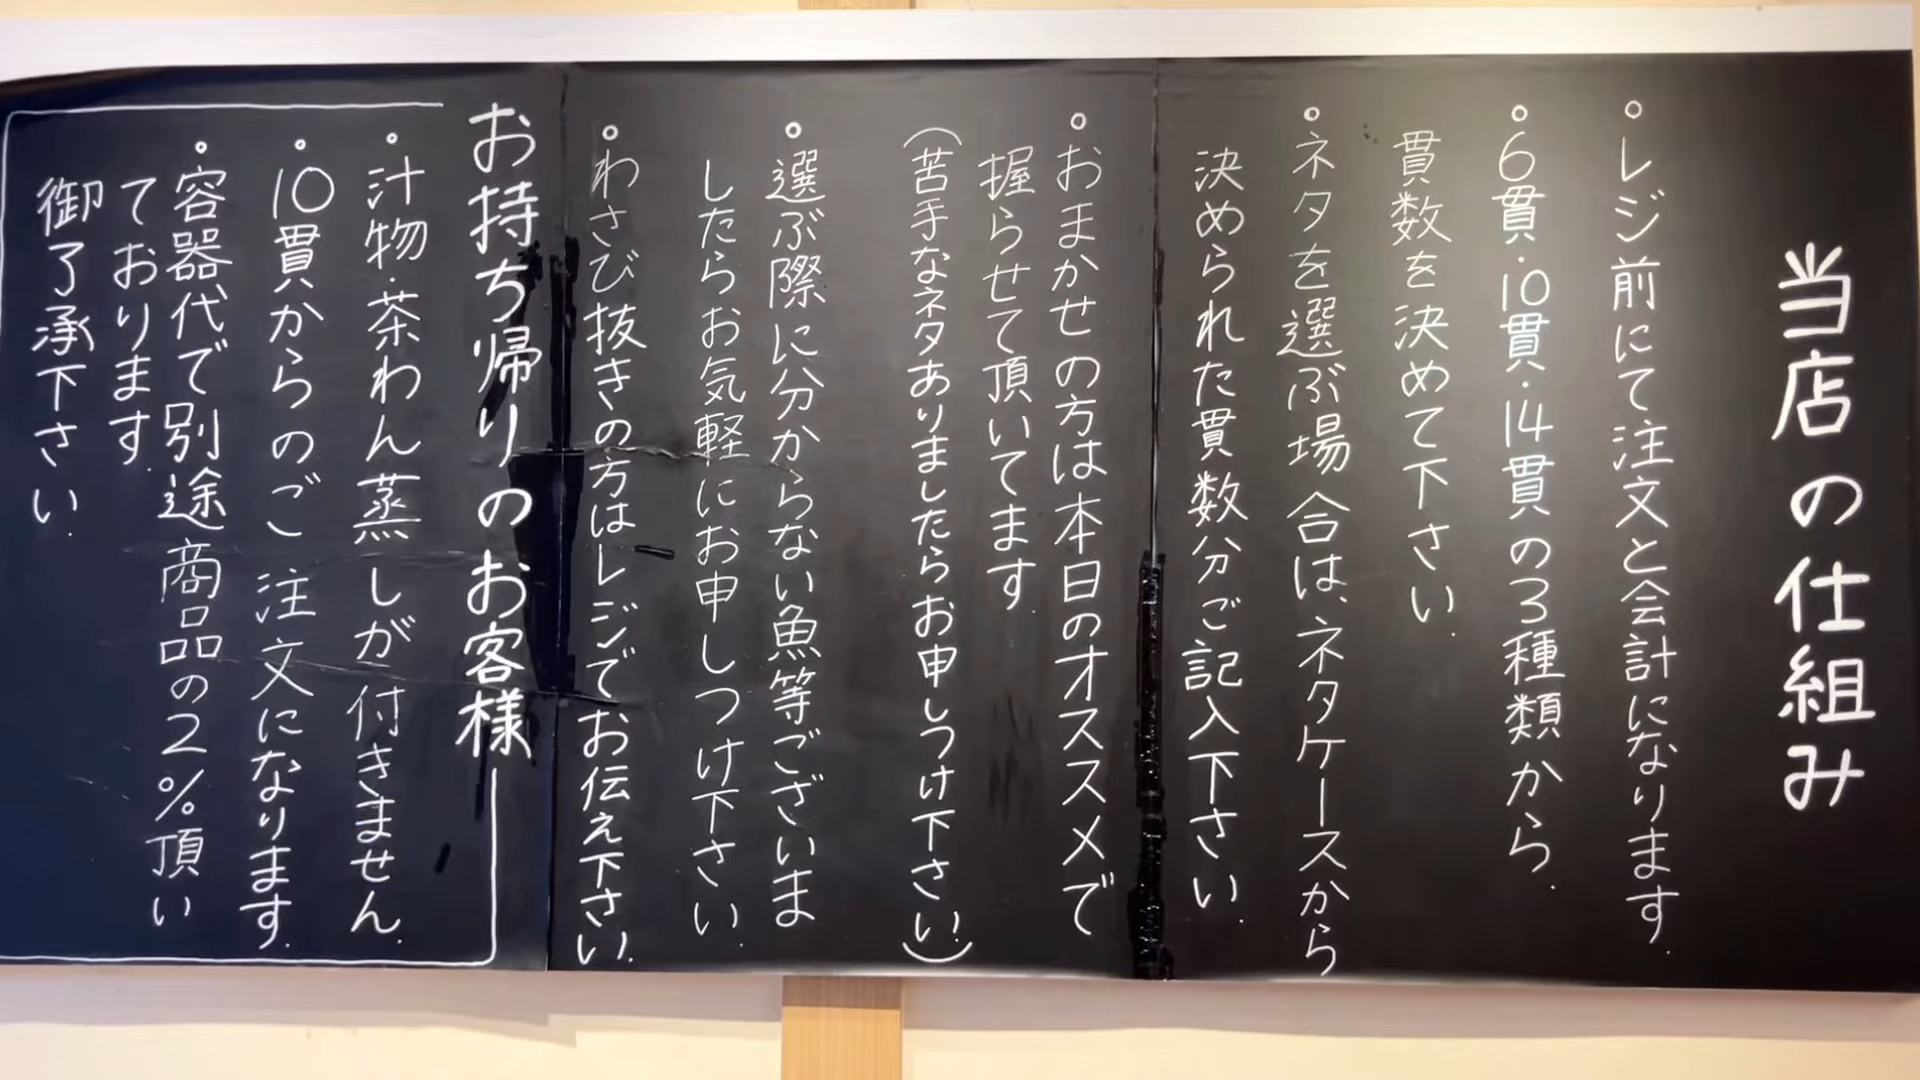 当店の仕組み
。レジ前にて注文と会計になります.
。6貫・10貫・14貫の3種類から.
貫数を決めて下さい.
。ネタを選ぶ場合は、ネタケースから
決められた貫数分ご記入下さい.
。おまかせの方は本日のオススメで
握らせて頂いてます.
(苦手なネタありましたらお申しつけ下さい.)
。選ぶ際に分からない魚等ございま
したらお気軽にお申しつけ下さい.
。わさび抜きの方はレジでお伝え下さい.
お持ち帰りのお客様
。汁物・茶わん蒸しが付きません.
。10貫からのご注文になります.
。容器代で別途商品の2%頂い
ております.
御了承下さい.